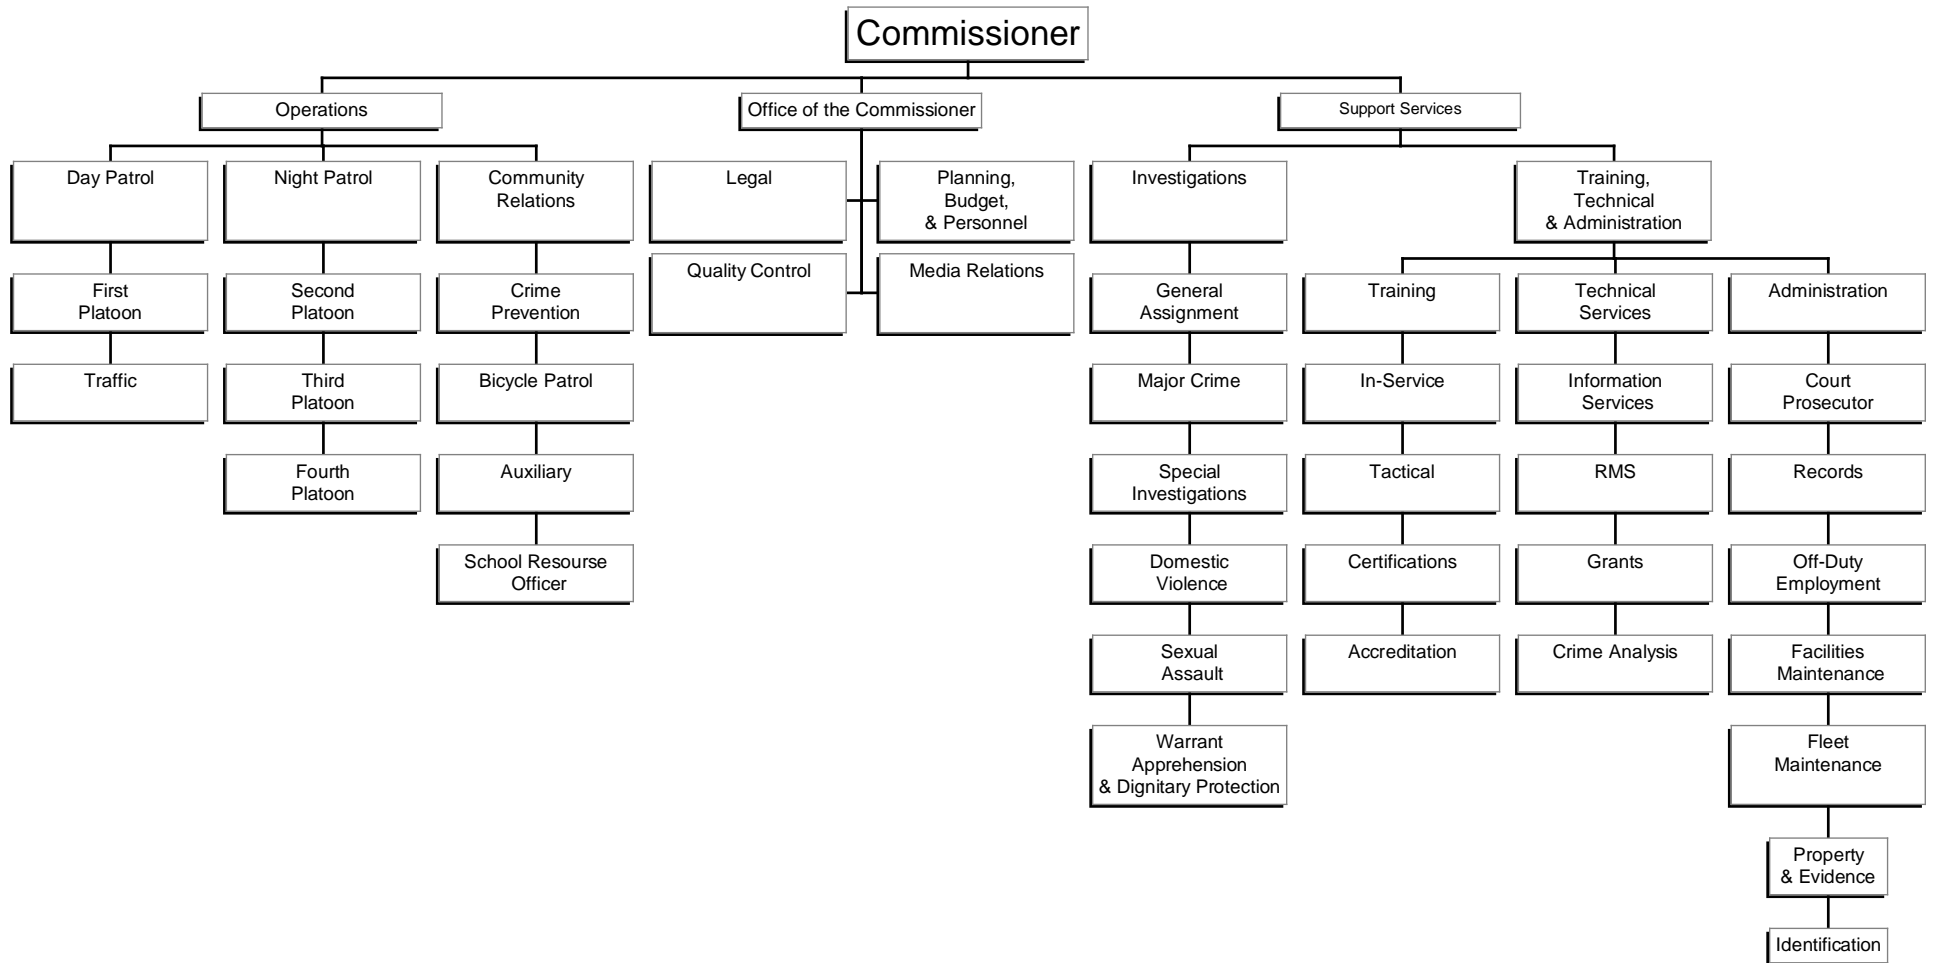 Commissioner
Operations
Office of the Commissioner
Support Services
Day Patrol
Night Patrol
Community
Relations
Legal
Planning,
Budget,
& Personnel
Investigations
Training,
Technical
& Administration
Quality Control
Media Relations
First
Platoon
Second
Platoon
Crime
Prevention
General
Assignment
Training
Technical
Services
Administration
Traffic
Third
Platoon
Bicycle Patrol
Major Crime
In-Service
Information
Services
Court
Prosecutor
Fourth
Platoon
Auxiliary
Special
Investigations
Tactical
RMS
Records
School Resourse
Officer
Domestic
Violence
Certifications
Grants
Off-Duty
Employment
Sexual
Assault
Accreditation
Crime Analysis
Facilities
Maintenance
Warrant
Apprehension
& Dignitary Protection
Fleet
Maintenance
Property
& Evidence
Identification